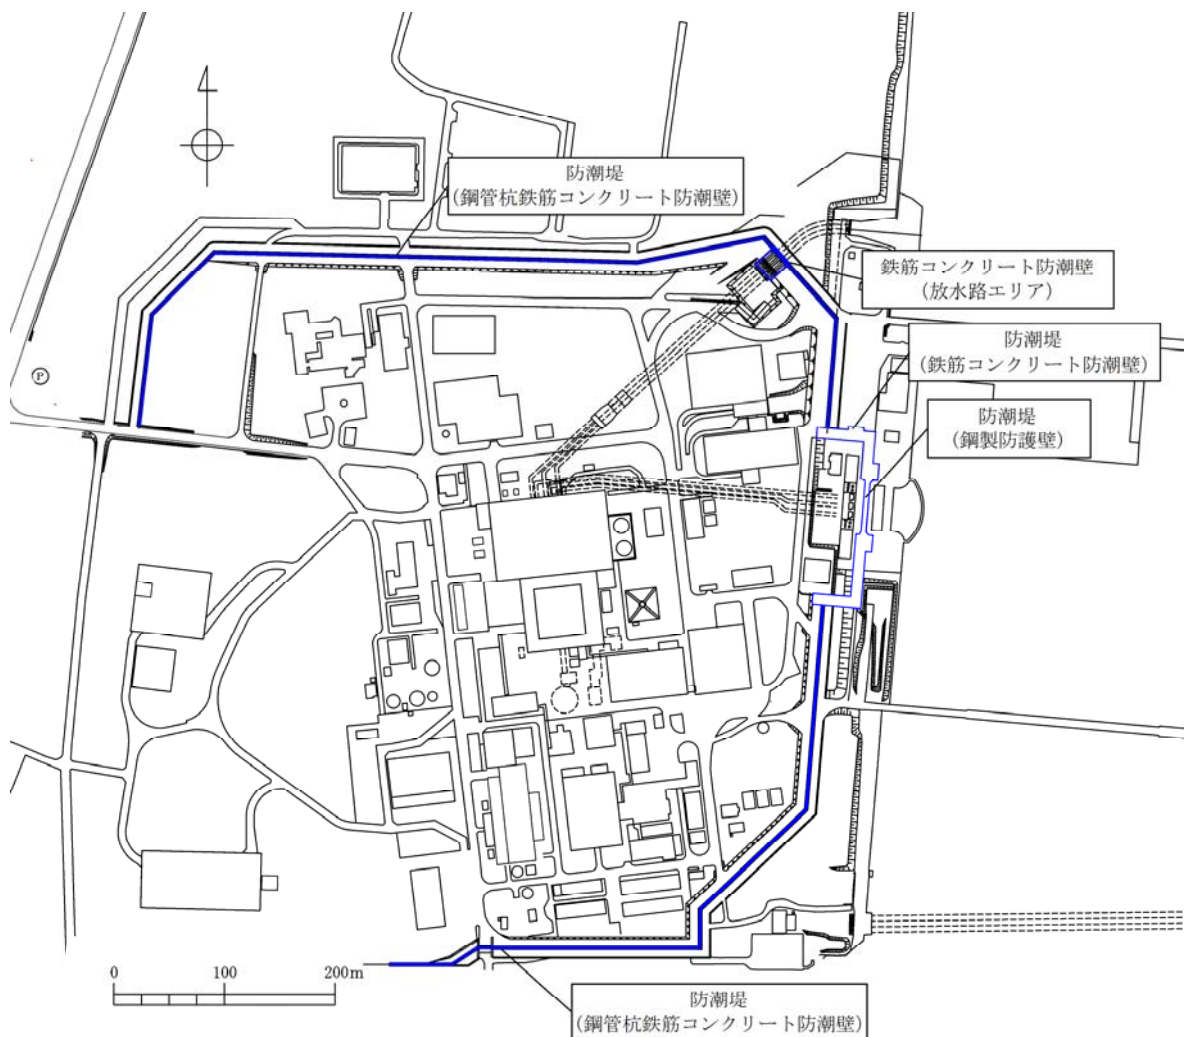 防潮堤
(鋼管杭鉄筋コンクリート防潮壁)
鉄筋コンクリート防潮壁
(放水路エリア)
防潮堤
(鉄筋コンクリート防潮壁)
防潮堤
(鋼製防護壁)
P
0 100 200m
防潮堤
(鋼管杭鉄筋コンクリート防潮壁)